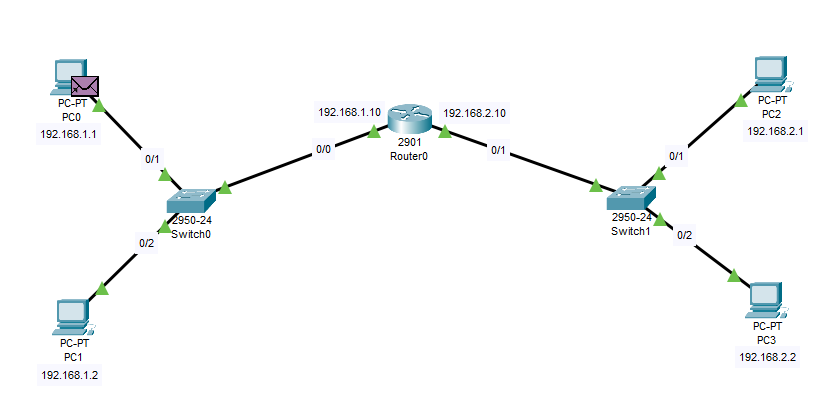 PC-PT
PC0
192.168.1.1
0/1
192.168.1.10
192.168.2.10
0/0
2901
Router0
0/1
PC-PT
PC2
192.168.2.1
0/1
2950-24
Switch0
0/2
2950-24
Switch1
0/2
PC-PT
PC1
192.168.1.2
PC-PT
PC3
192.168.2.2